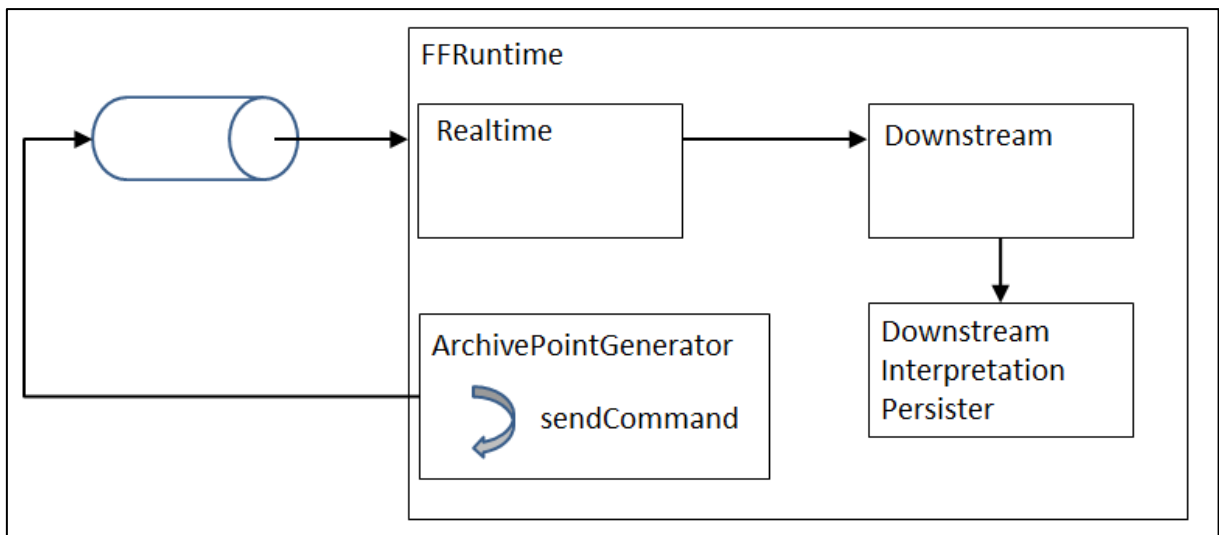 FFRuntime
Realtime
Downstream
ArchivePointGenerator
sendCommand
Downstream
Interpretation
Persister